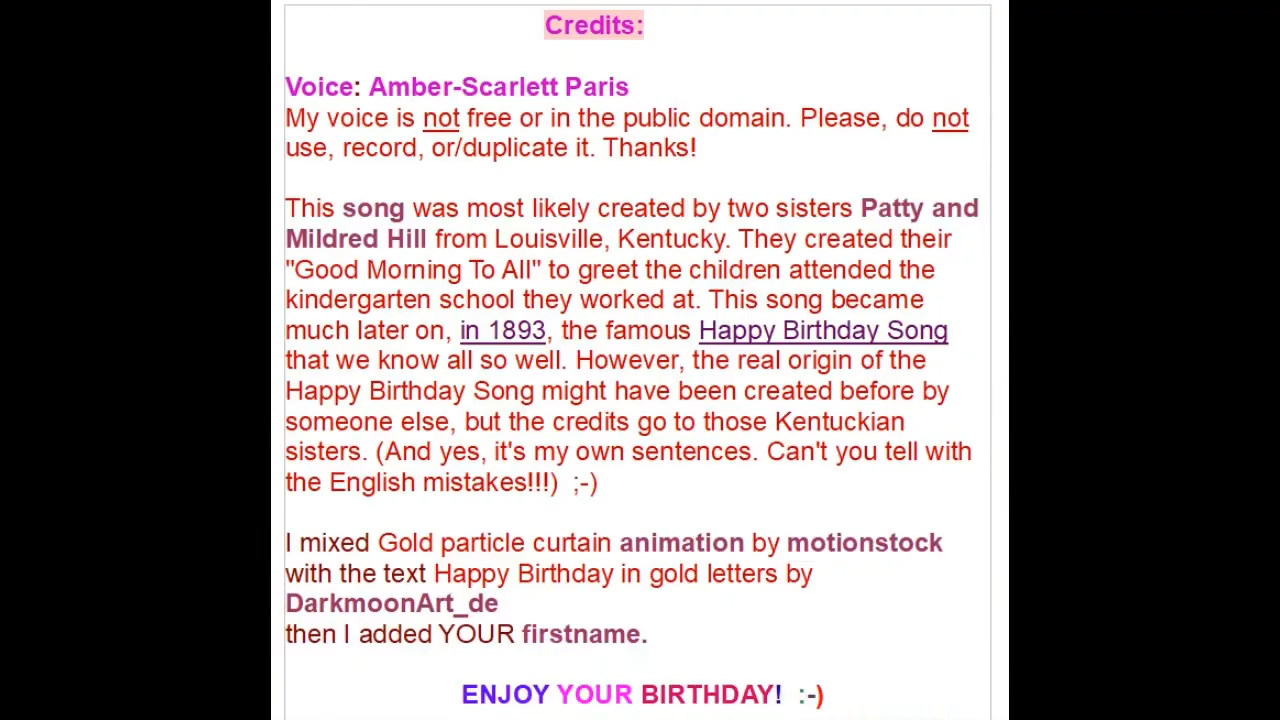 Credits:
Voice: Amber-Scarlett Paris
My voice is not free or in the public domain. Please, do not
use, record, or/duplicate it. Thanks!
This song was most likely created by two sisters Patty and
Mildred Hill from Louisville, Kentucky. They created their
"Good Morning To All" to greet the children attended the
kindergarten school they worked at. This song became
much later on, in 1893, the famous Happy Birthday Song
that we know all so well. However, the real origin of the
Happy Birthday Song might have been created before by
someone else, but the credits go to those Kentuckian
sisters. (And yes, it's my own sentences. Can't you tell with
the English mistakes!!!) ;-)
I mixed Gold particle curtain animation by motionstock
with the text Happy Birthday in gold letters by
DarkmoonArt_de
then I added YOUR firstname.
ENJOY YOUR BIRTHDAY! :-)